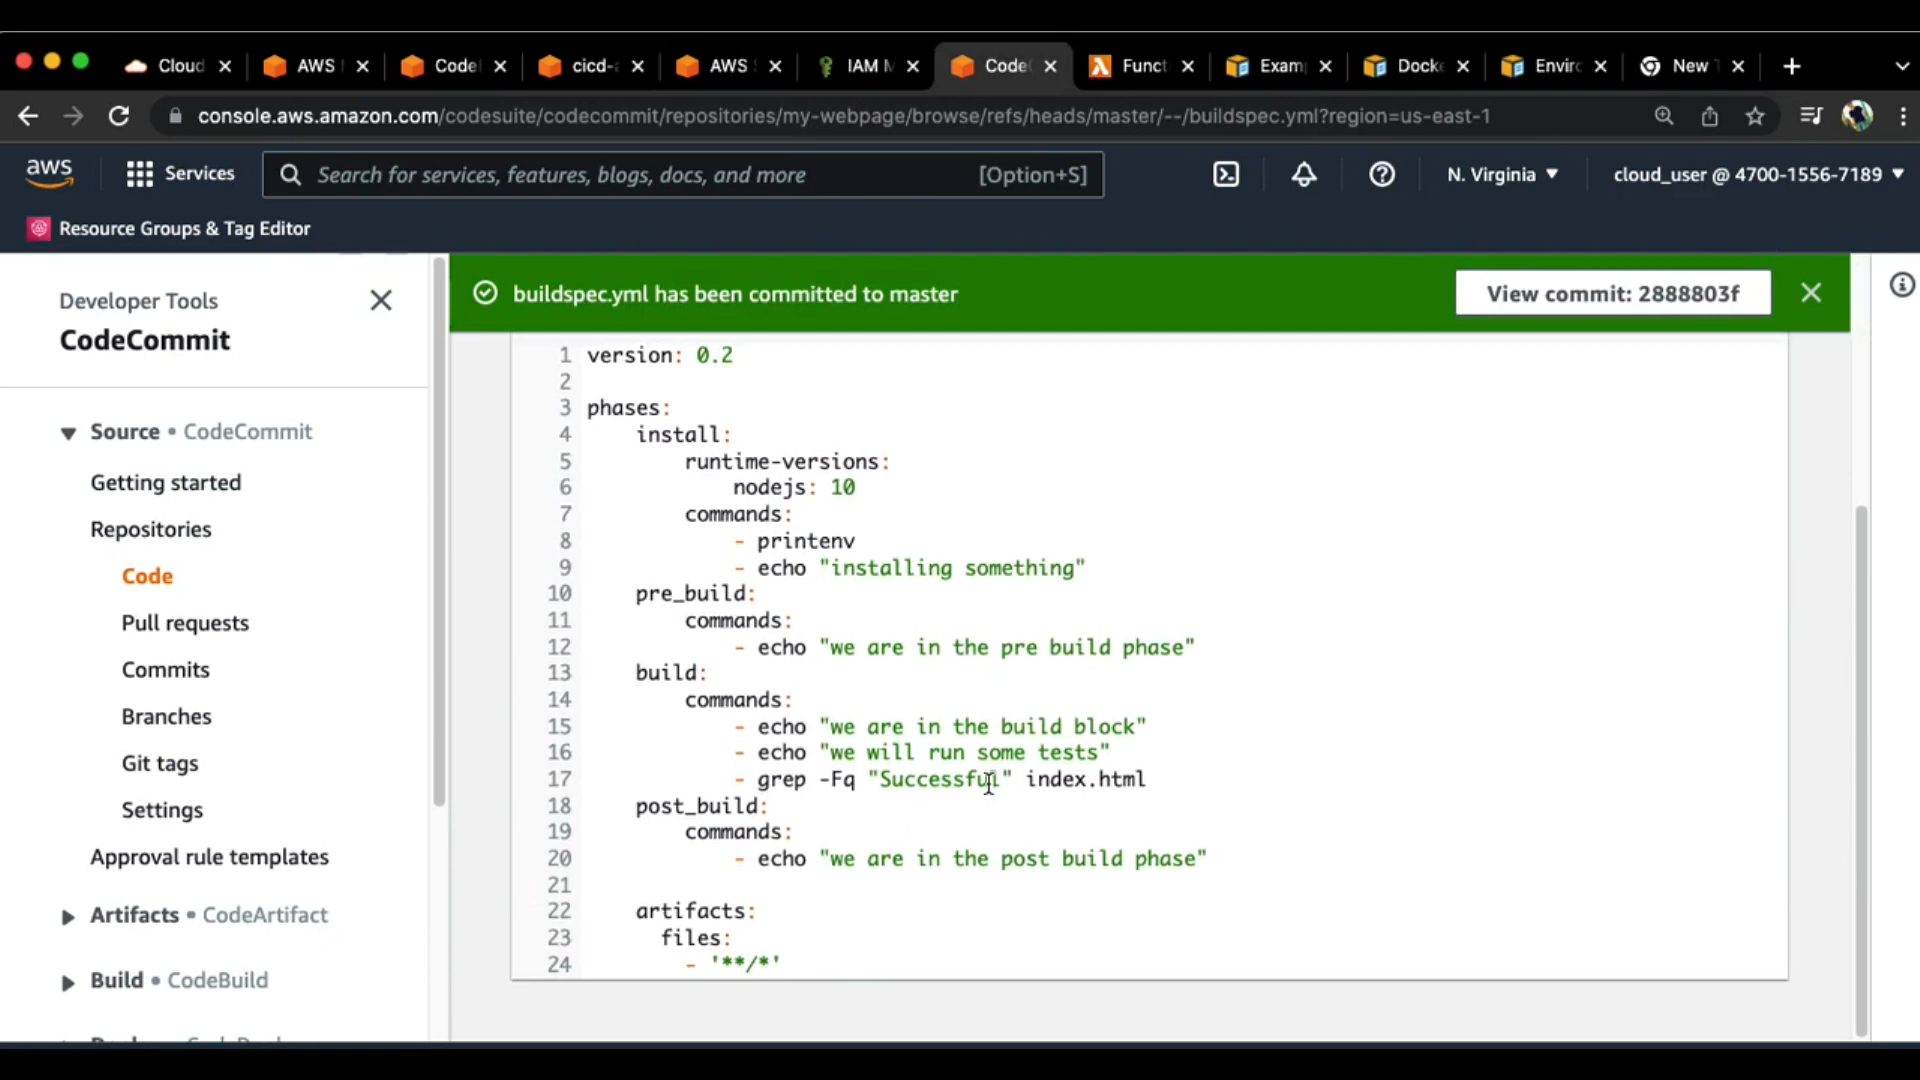 Cloud
AWS
Code
cicd-
AWS
IAM M
Code
Funct
Exam
Docke
Envir
New
console.aws.amazon.com/codesuite/codecommit/repositories/my-webpage/browse/refs/heads/master/--/buildspec.yml?region=us-east-1
aws
Services
Search for services, features, blogs, docs, and more
[Option+S]
N. Virginia
cloud_user @ 4700-1556-7189
Resource Groups & Tag Editor
Developer Tools
CodeCommit
Source • CodeCommit
Getting started
Repositories
Code
Pull requests
Commits
Branches
Git tags
Settings
Approval rule templates
Artifacts • CodeArtifact
Build • CodeBuild
buildspec.yml has been committed to master
View commit: 2888803f
1 version: 0.2
2
3 phases:
4 install:
5 runtime-versions:
6 nodejs: 10
7 commands:
8 - printenv
9 - echo "installing something"
10 pre_build:
11 commands:
12 - echo "we are in the pre build phase"
13 build:
14 commands:
15 - echo "we are in the build block"
16 - echo "we will run some tests"
17 - grep -Fq "Successful" index.html
18 post_build:
19 commands:
20 - echo "we are in the post build phase"
21
22 artifacts:
23 files:
24 - '**/*'